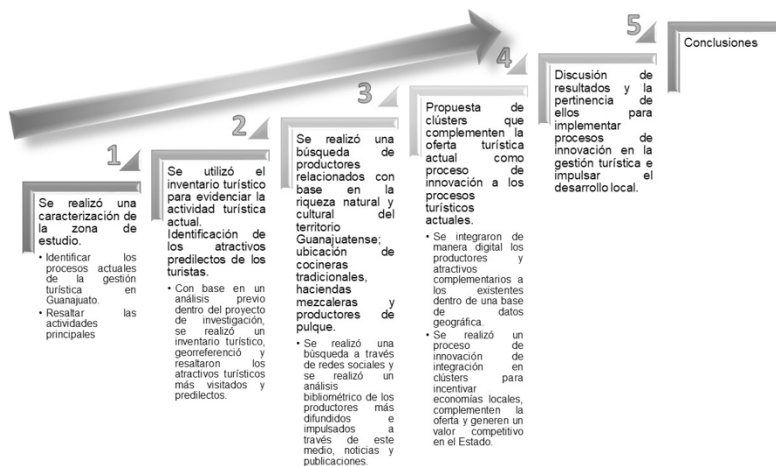 1
Se realizó una
caracterización de
la zona de
estudio.
• Identificar los
procesos actuales
de la gestión
turística en
Guanajuato.
• Resaltar las
actividades
principales
2
Se utilizó el
inventario turístico
para evidenciar la
actividad turística
actual.
Identificación de
los atractivos
predilectos de los
turistas.
• Con base en un
análisis previo
dentro del proyecto
de investigación,
se realizó un
inventario turístico,
georreferenció y
resaltaron los
atractivos turísticos
más visitados y
predilectos.
3
Se realizó una
búsqueda de
productores
relacionados con
base en la
riqueza natural y
cultural del
territorio
Guanajuatense;
ubicación de
cocineras
tradicionales,
haciendas
mezcaleras y
productores de
pulque.
• Se realizó una
búsqueda a través
de redes sociales y
se realizó un
análisis
bibliométrico de los
productores más
difundidos e
impulsados a
través de este
medio, noticias y
publicaciones.
4
Propuesta de
clústers que
complementen la
oferta turística
actual como
proceso de
innovación a los
procesos
turísticos
actuales.
• Se integraron de
manera digital los
productores y
atractivos
complementarios a
los existentes
dentro de una base
de datos
geográfica.
• Se realizó un
proceso de
innovación de
integración en
clústers para
incentivar
economías locales,
complementen la
oferta y generen un
valor competitivo
en el Estado.
5
Discusión de
resultados y la
pertinencia de
ellos para
implementar
procesos de
innovación en la
gestión turística e
impulsar el
desarrollo local.
Conclusiones